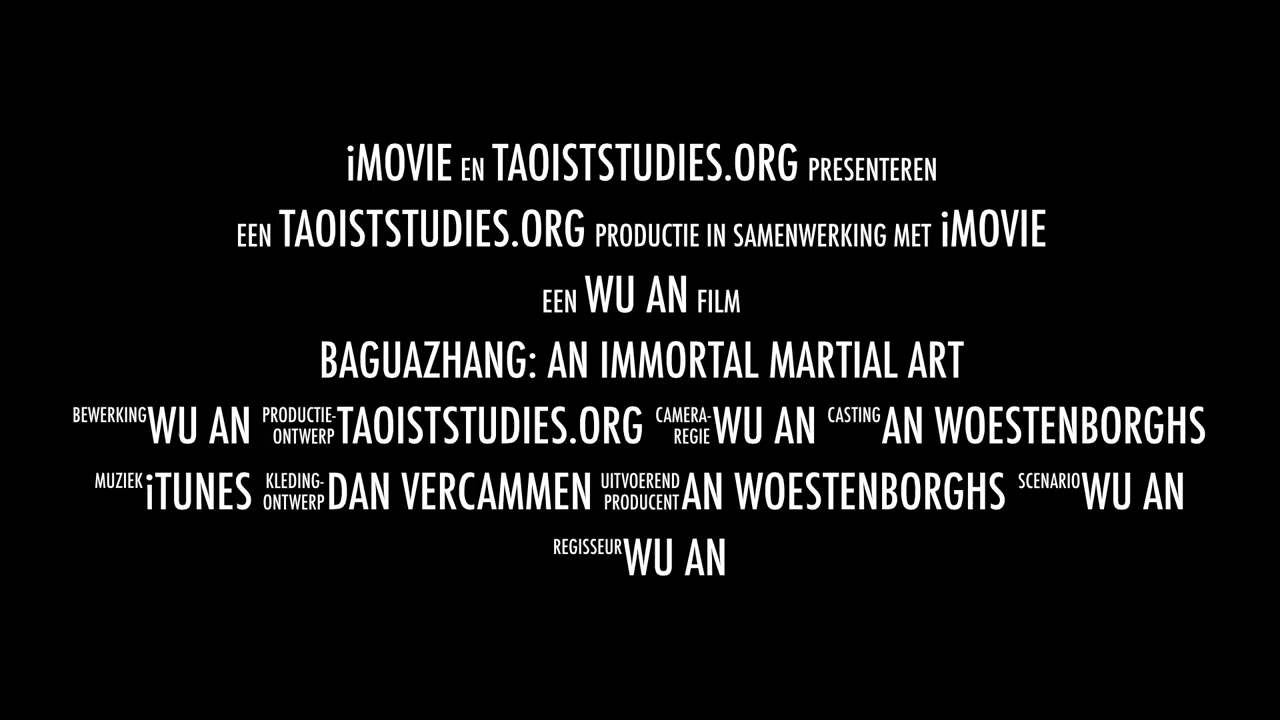 iMOVIE EN TAOISTSTUDIES.ORG PRESENTEREN
EEN TAOISTSTUDIES.ORG PRODUCTIE IN SAMENWERKING MET iMOVIE
EEN WU AN FILM
BAGUAZHANG: AN IMMORTAL MARTIAL ART
BEWERKING WU AN PRODUCTIE-ONTWERP TAOISTSTUDIES.ORG CAMERA-REGIE WU AN CASTING AN WOESTENBORGHS
MUZIEK iTUNES KLEDING-ONTWERP DAN VERCAMMEN UITVOEREND PRODUCENT AN WOESTENBORGHS SCENARIO WU AN
REGISSEUR WU AN